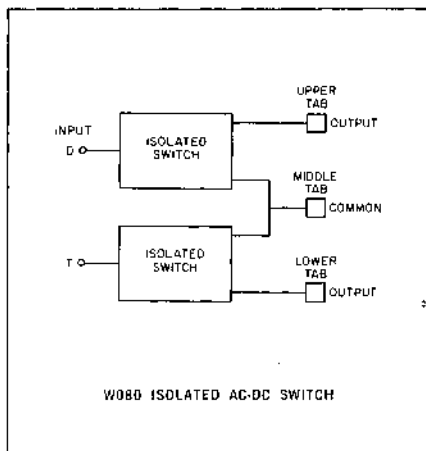 UPPER
TAB
INPUT
OUTPUT
D
ISOLATED
SWITCH
MIDDLE
TAB
COMMON
T
ISOLATED
SWITCH
LOWER
TAB
OUTPUT
W080 ISOLATED AC-DC SWITCH